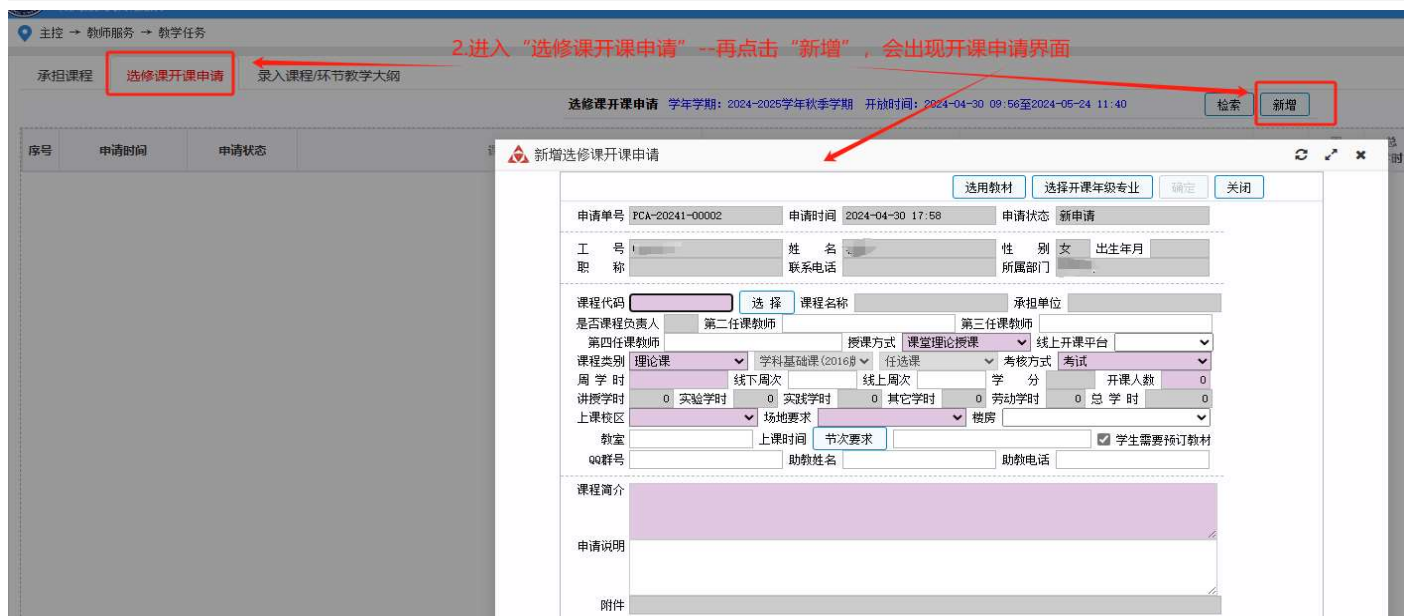 主控 → 教师服务 → 教学任务
2.进入“选修课开课申请”--再点击“新增”，会出现开课申请界面
承担课程 选修课开课申请 录入课程/环节教学大纲
选修课开课申请 学年学期：2024-2025学年秋季学期 开放时间：2024-04-30 09:56至2024-05-24 11:40 检索 新增
序号 申请时间 申请状态
新增选修课开课申请
选用教材 选择开课年级专业 确定 关闭
申请单号 PCA-20241-00002 申请时间 2024-04-30 17:58 申请状态 新申请
工 号 姓 名 性 别 女 出生年月
职 称 联系电话 所属部门
课程代码 选 择 课程名称 承担单位
是否课程负责人 第二任课教师 第三任课教师
第四任课教师 授课方式 课堂理论授课 线上开课平台
课程类别 理论课 学科基础课(2016 任选课 考核方式 考试
周 学 时 线下周次 线上周次 学 分 开课人数 0
讲授学时 0 实验学时 0 实践学时 0 其它学时 0 劳动学时 0 总 学 时 0
上课校区 场地要求 楼房
教室 上课时间 节次要求 学生需要预订教材
QQ群号 助教姓名 助教电话
课程简介
申请说明
附件